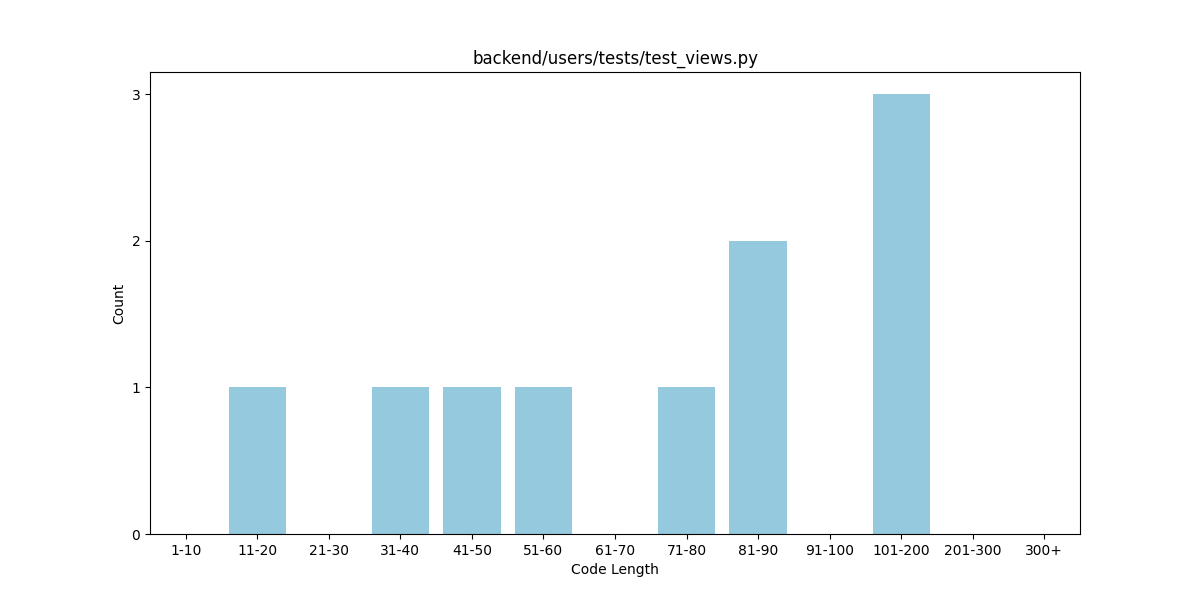 backend/users/tests/test_views.py
3
2
1
0
Count
1-10 11-20 21-30 31-40 41-50 51-60 61-70 71-80 81-90 91-100 101-200 201-300 300+
Code Length